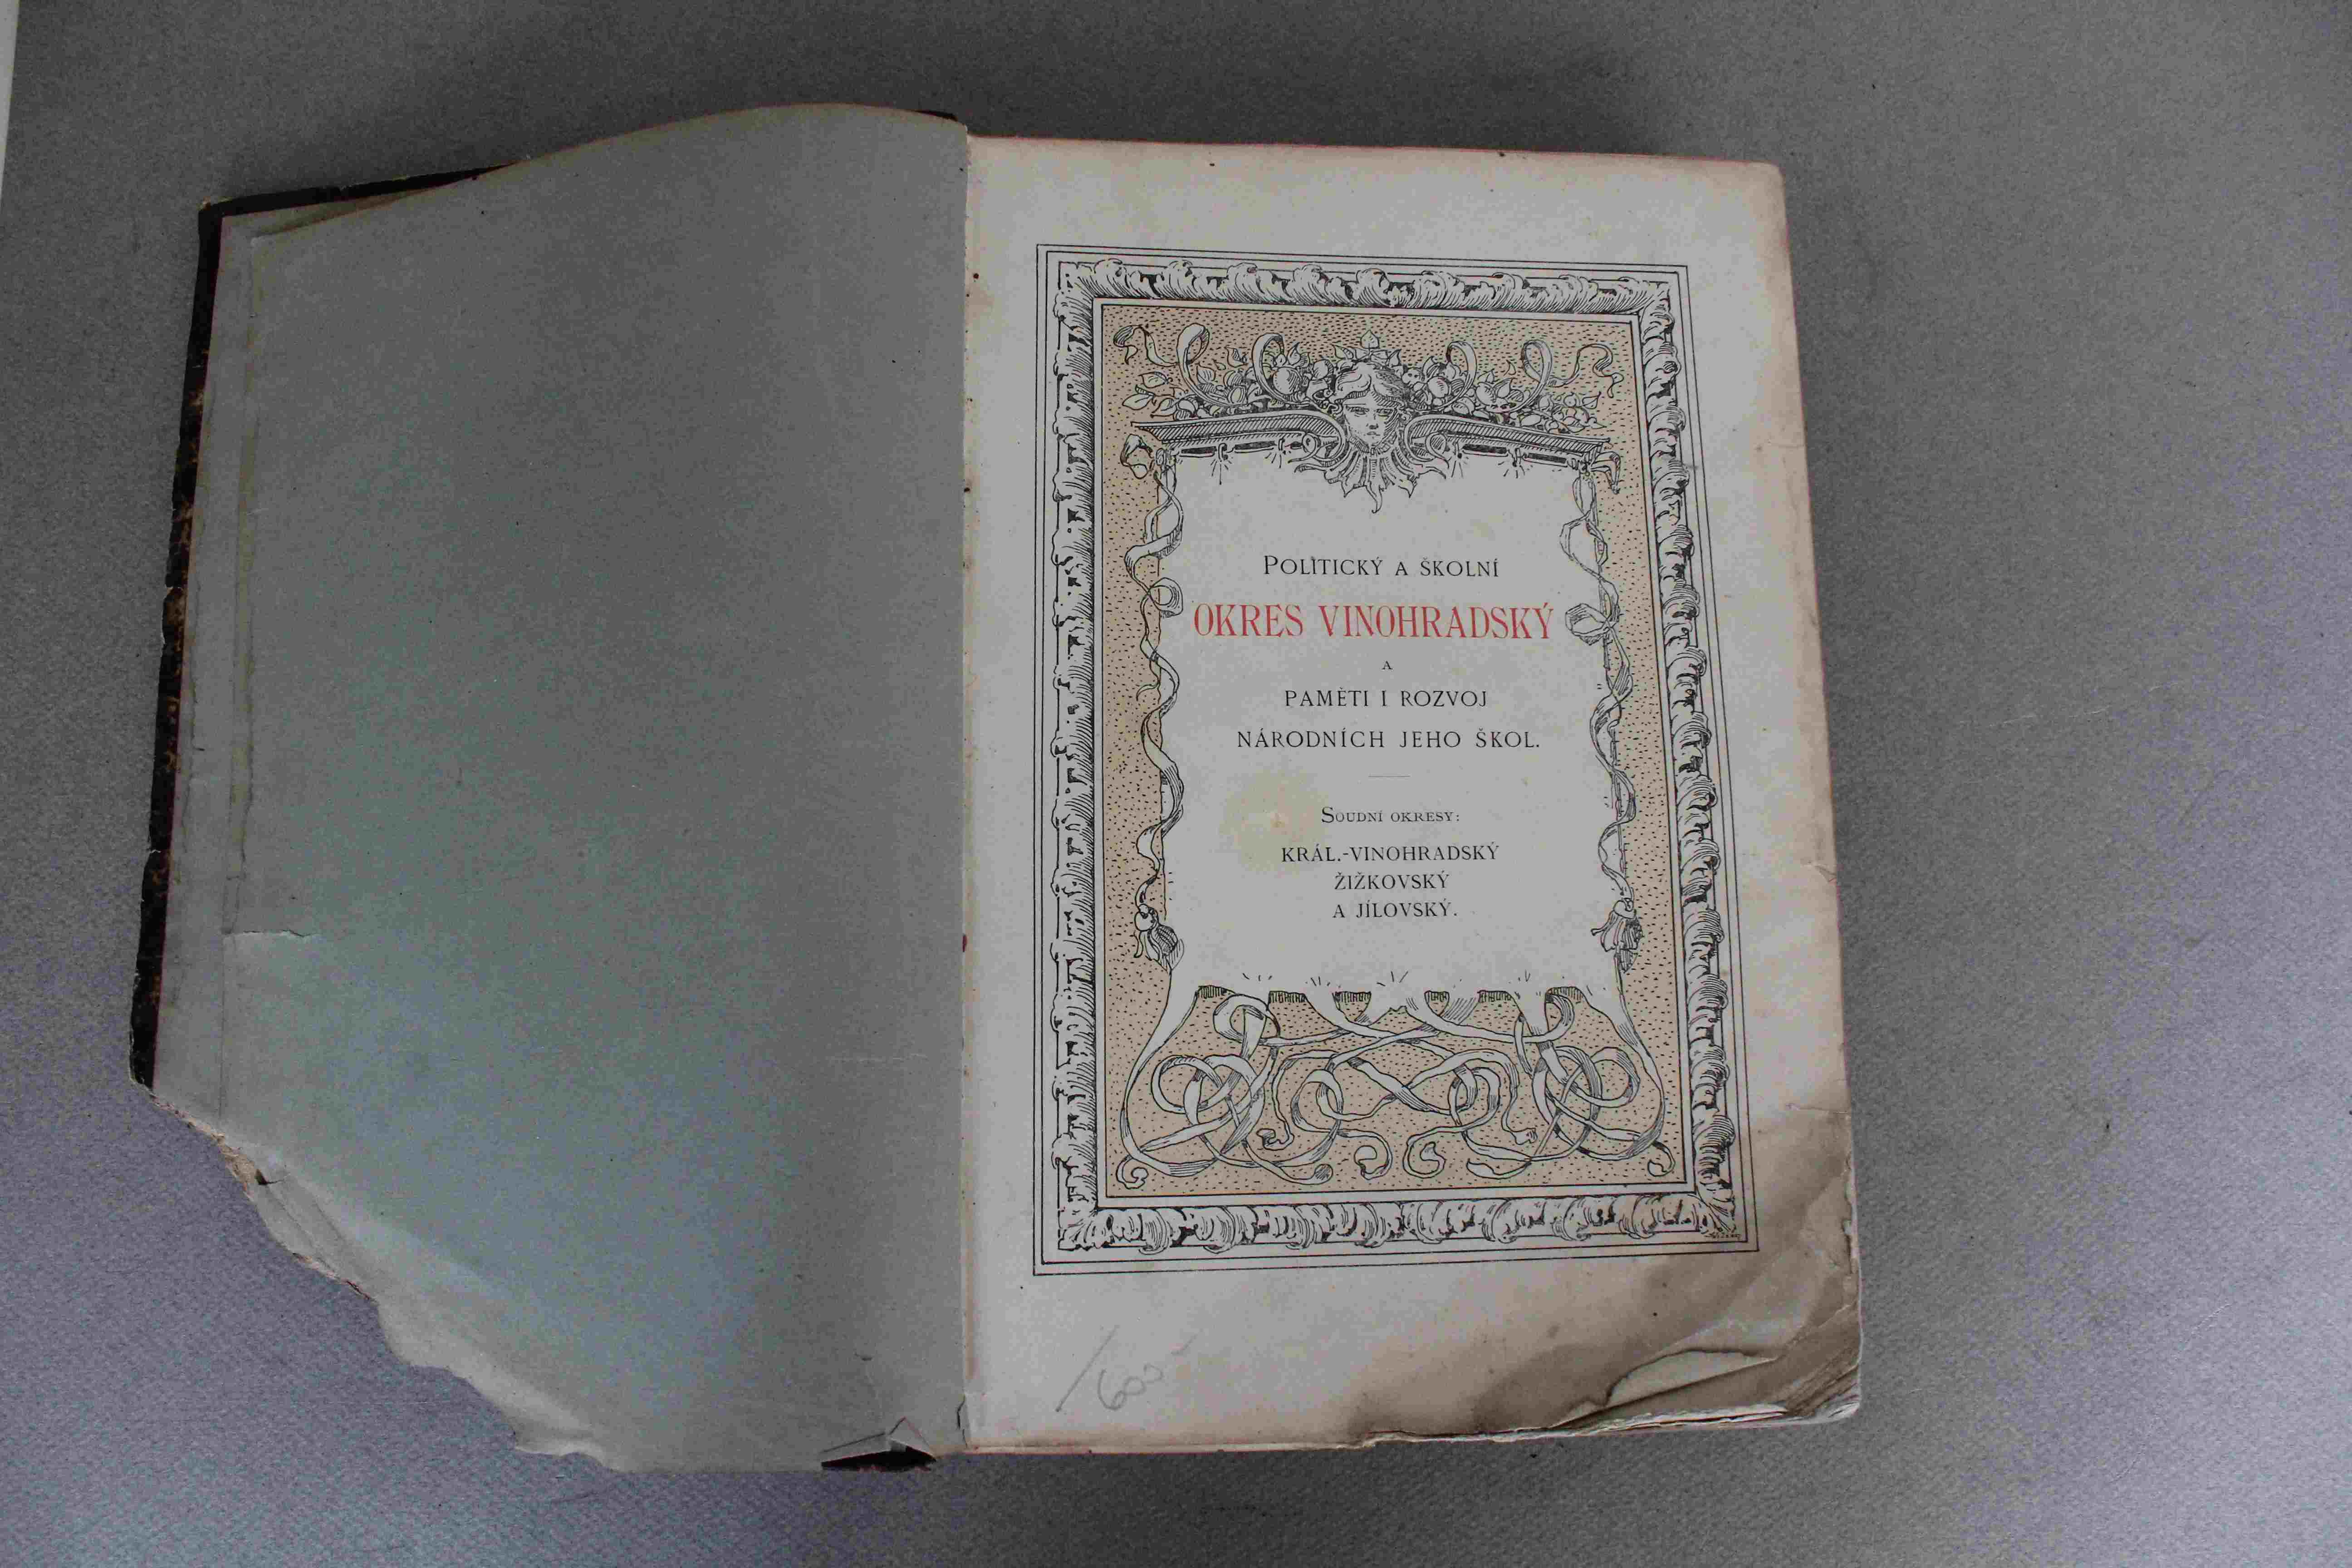 Politický a školní
OKRES VINOHRADSKÝ
A
PAMĚTI I ROZVOJ
NÁRODNÍCH JEHO ŠKOL.
Soudní okresy:
KRÁL.-VINOHRADSKÝ
ŽIŽKOVSKÝ
A JÍLOVSKÝ.
/600-